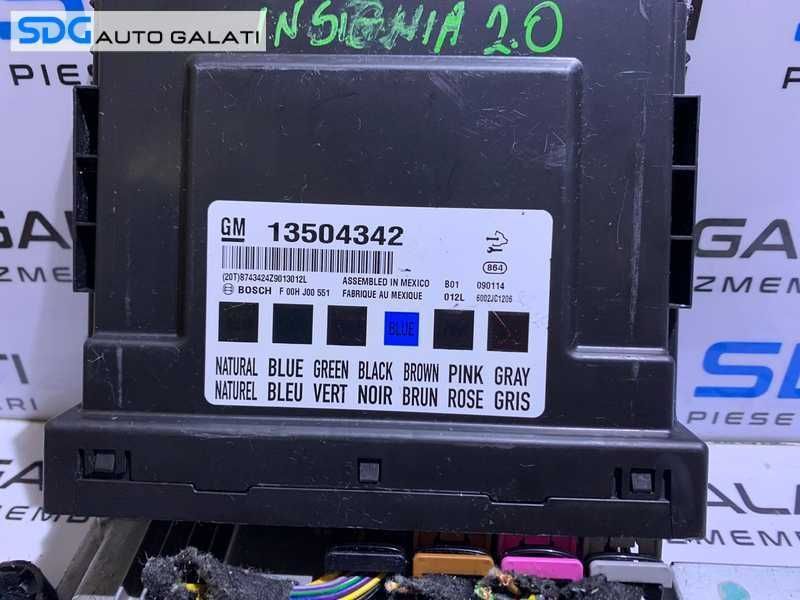 SDG AUTO GALATI
INSIGNIA 2.0
GM 13504342
864
(20T)8743424Z9013012L ASSEMBLED IN MEXICO B01 090114
BOSCH F 00H J00 551 FABRIQUE AU MEXIQUE 012L 6002JC1206
BLUE
NATURAL BLUE GREEN BLACK BROWN PINK GRAY
NATUREL BLEU VERT NOIR BRUN ROSE GRIS